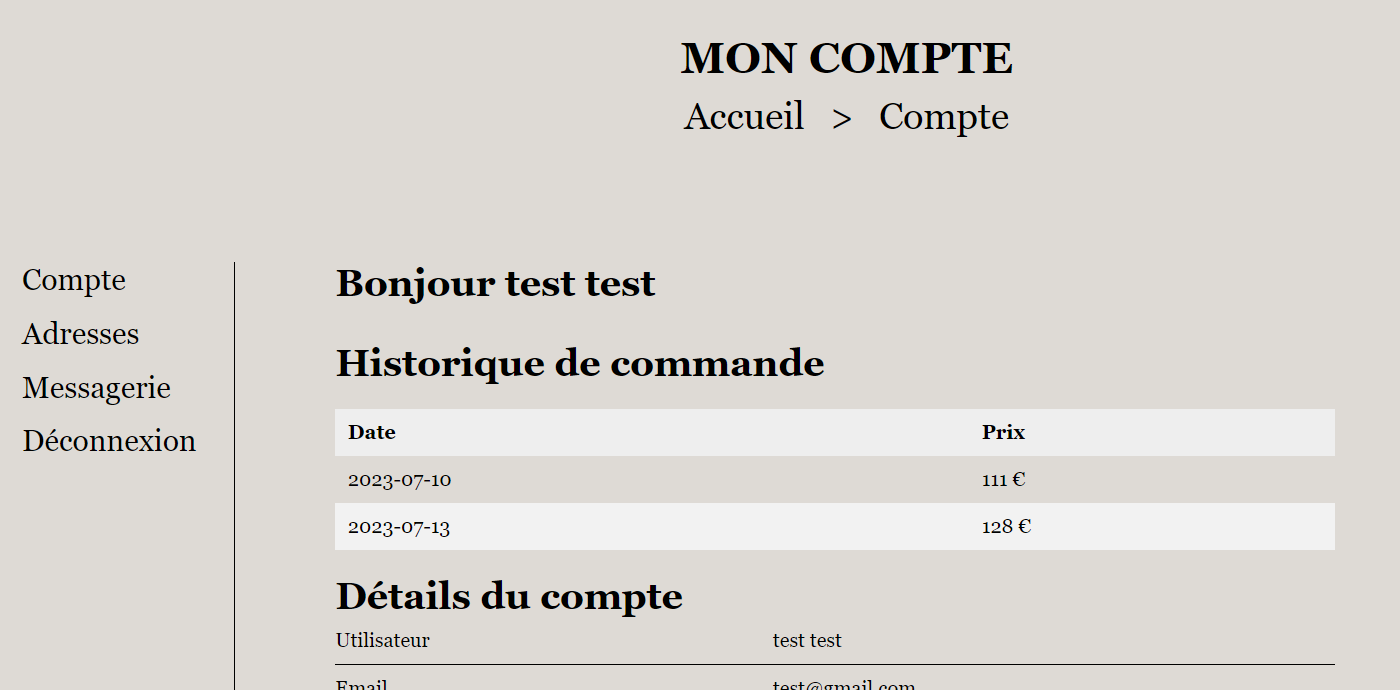 MON COMPTE
Accueil > Compte
Compte
Adresses
Messagerie
Déconnexion
Bonjour test test
Historique de commande
Date Prix
2023-07-10 111 €
2023-07-13 128 €
Détails du compte
Utilisateur test test
Email test@gmail.com